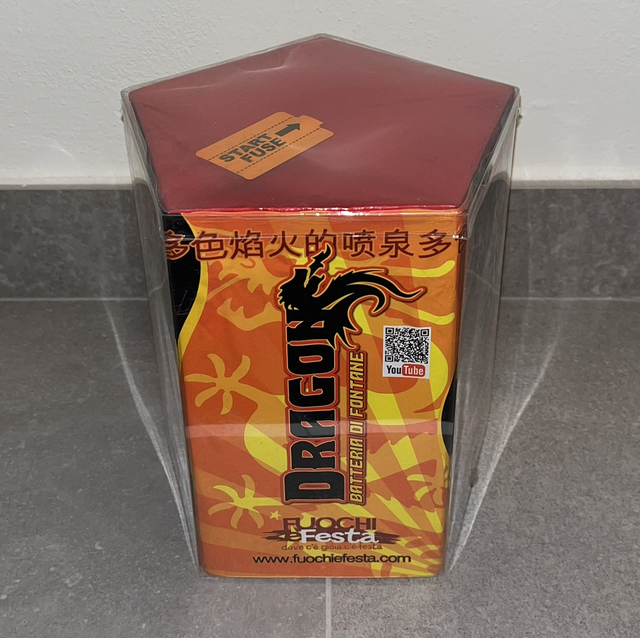 START
FUSE
多色焰火的喷泉多
DRAGON
BATTERIA DI FONTANE
YouTube
FUOCHI
e Festa
dove c'è gioia c'è festa
www.fuochiefesta.com